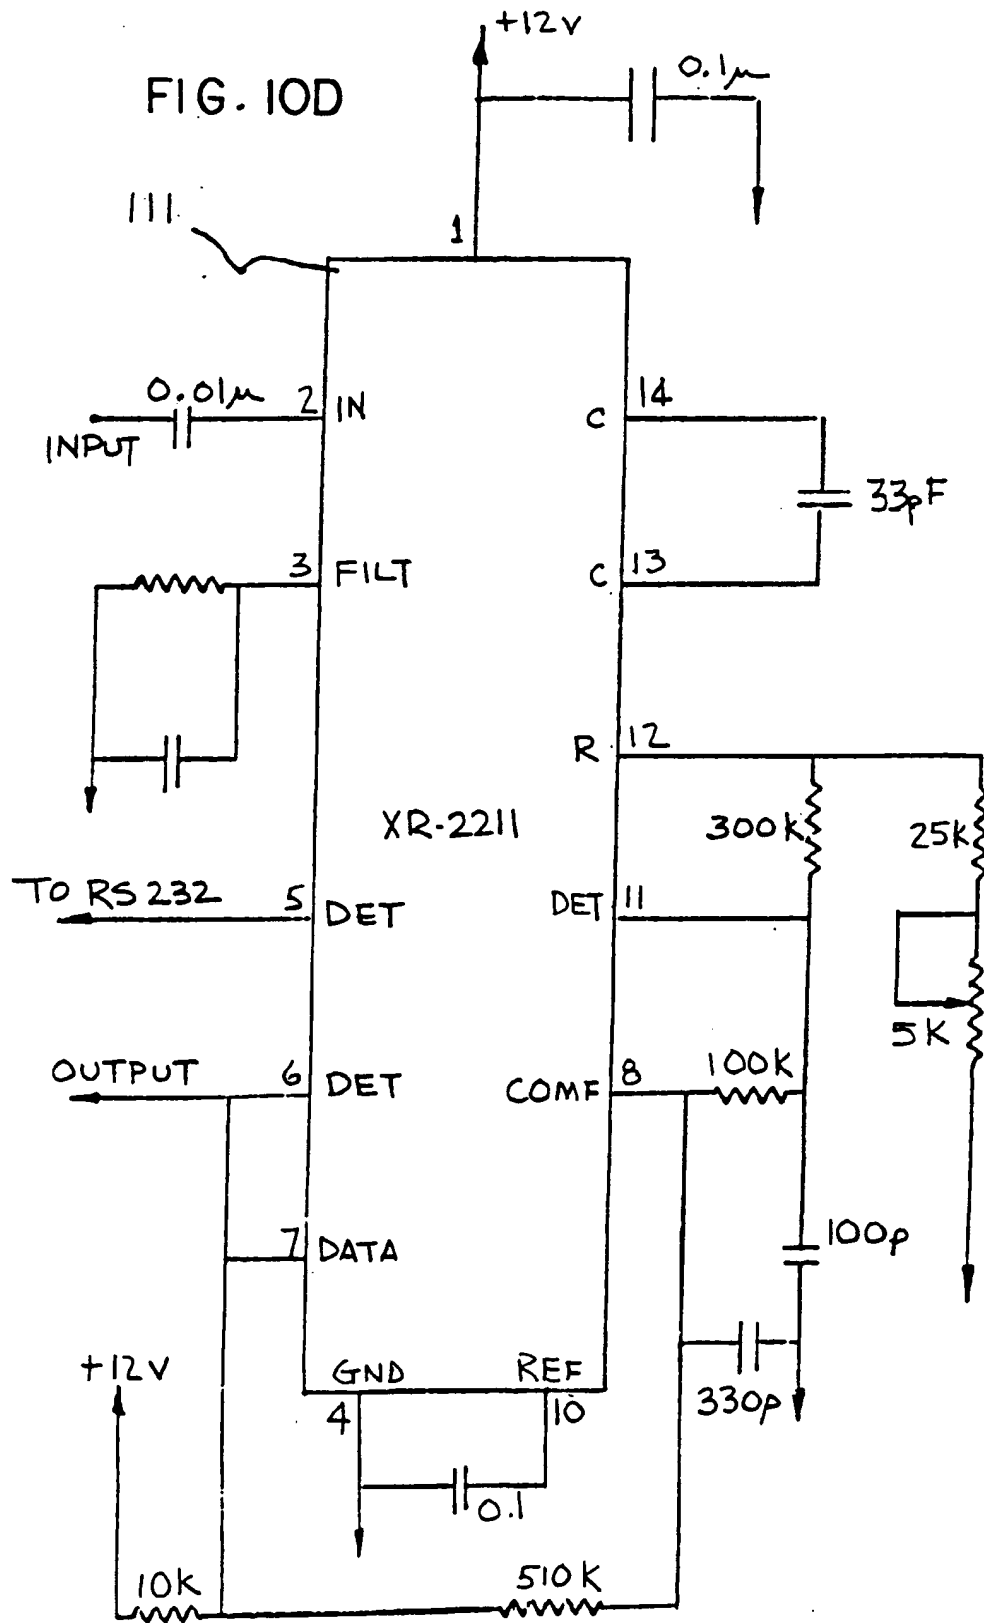 +12V
0.1μ
FIG. 10D
111
1
0.01μ
2
IN
INPUT
14
C
33pF
13
C
3
FILT
12
R
XR-2211
300K
25K
TO RS 232
5
DET
DET
11
5K
OUTPUT
6
DET
COMF
8
100K
7
DATA
100p
+12V
GND
REF
330p
4
10
0.1
10K
510K